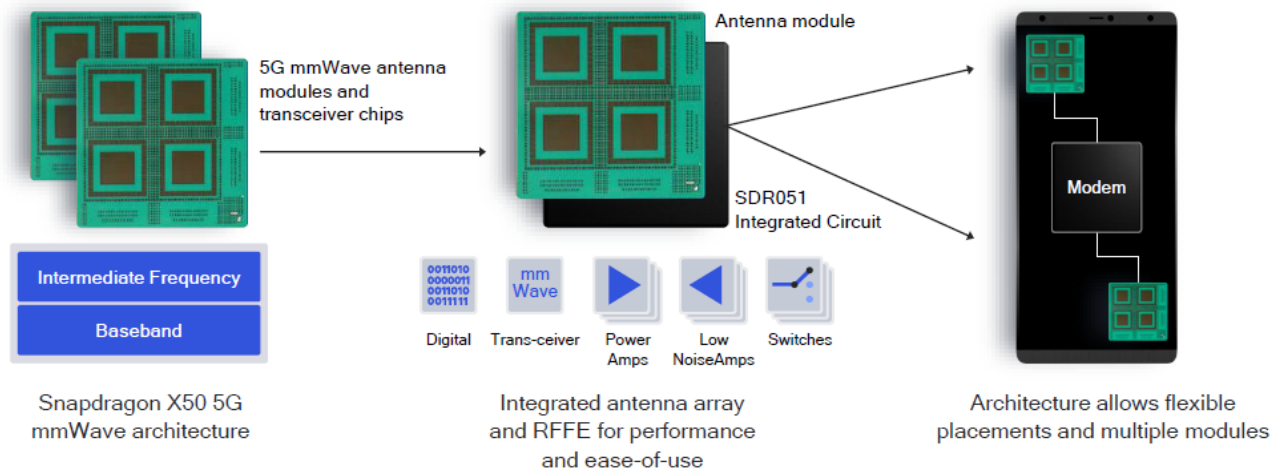 5G mmWave antenna
modules and
transceiver chips
Intermediate Frequency
Baseband
Snapdragon X50 5G
mmWave architecture
Antenna module
SDR051
Integrated Circuit
0011010
0000011
0011010
0011111
mm
Wave
Digital
Trans-ceiver
Power
Amps
Low
NoiseAmps
Switches
Integrated antenna array
and RFFE for performance
and ease-of-use
Modem
Architecture allows flexible
placements and multiple modules